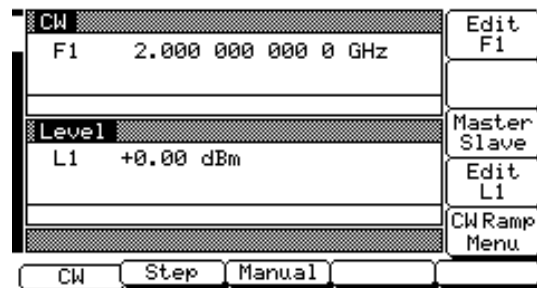 CW
F1 2.000 000 000 0 GHz
Level
L1 +0.00 dBm
Edit
F1
Master
Slave
Edit
L1
CW Ramp
Menu
CW Step Manual